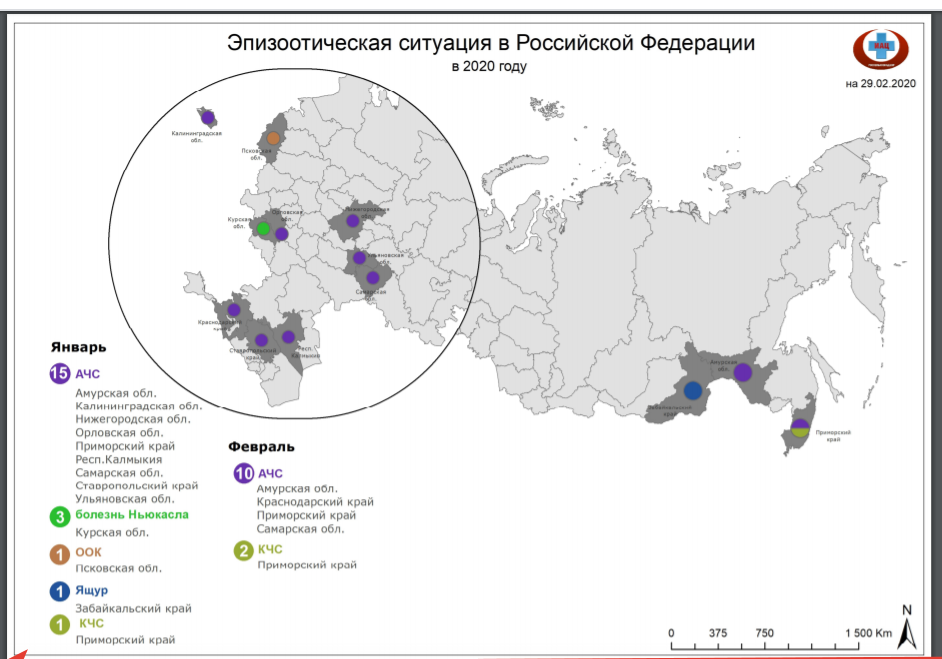 Эпизоотическая ситуация в Российской Федерации
в 2020 году
ИАЦ
на 29.02.2020
Калининградская
обл.
Псковская
обл.
Курская
обл.
Орловская
обл.
Нижегородская
обл.
Ульяновская
обл.
Самарская
обл.
Краснодарский
край
Ставропольский
край
Респ.
Калмыкия
Амурская
обл.
Забайкальский
край
Приморский
край
Январь
15 АЧС
Амурская обл.
Калининградская обл.
Нижегородская обл.
Орловская обл.
Приморский край
Респ.Калмыкия
Самарская обл.
Ставропольский край
Ульяновская обл.
3 болезнь Ньюкасла
Курская обл.
1 ООК
Псковская обл.
1 Ящур
Забайкальский край
1 КЧС
Приморский край
Февраль
10 АЧС
Амурская обл.
Краснодарский край
Приморский край
Самарская обл.
2 КЧС
Приморский край
N
0 375 750 1 500 Km